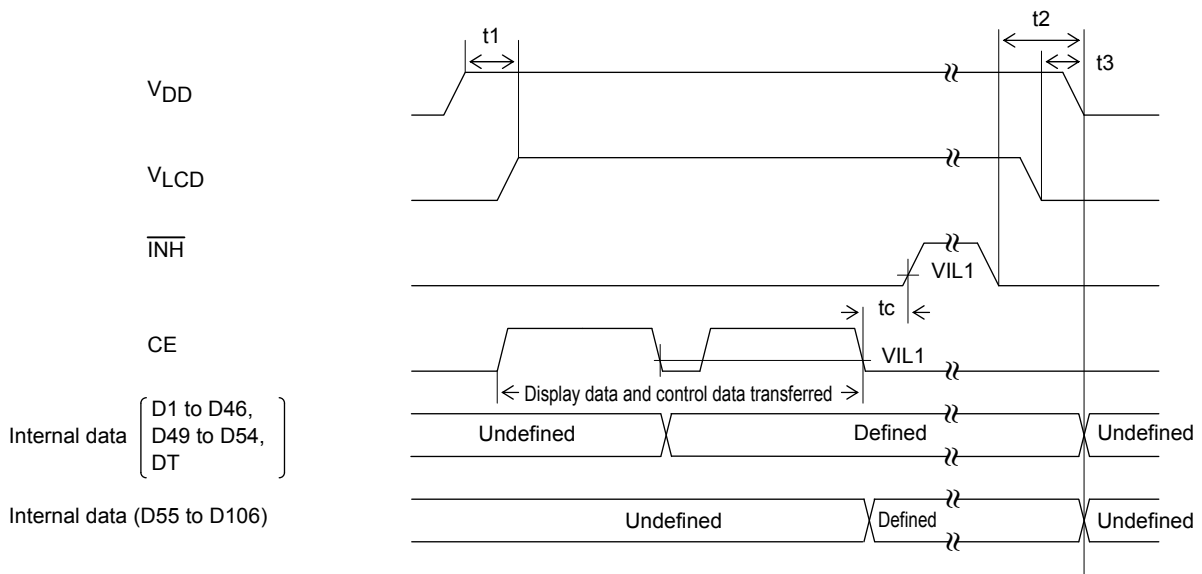 t1
t2
t3
VDD
VLCD
INH
VIL1
tc
CE
VIL1
Display data and control data transferred
Internal data
D1 to D46,
D49 to D54,
DT
Undefined
Defined
Undefined
Internal data (D55 to D106)
Undefined
Defined
Undefined